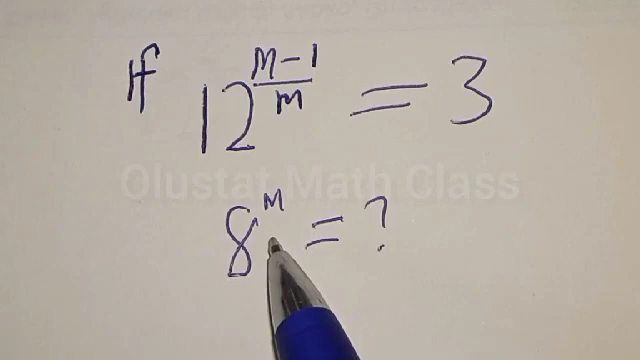 If 12^((M-1)/m) = 3
Olustat Math Class
8^M = ?